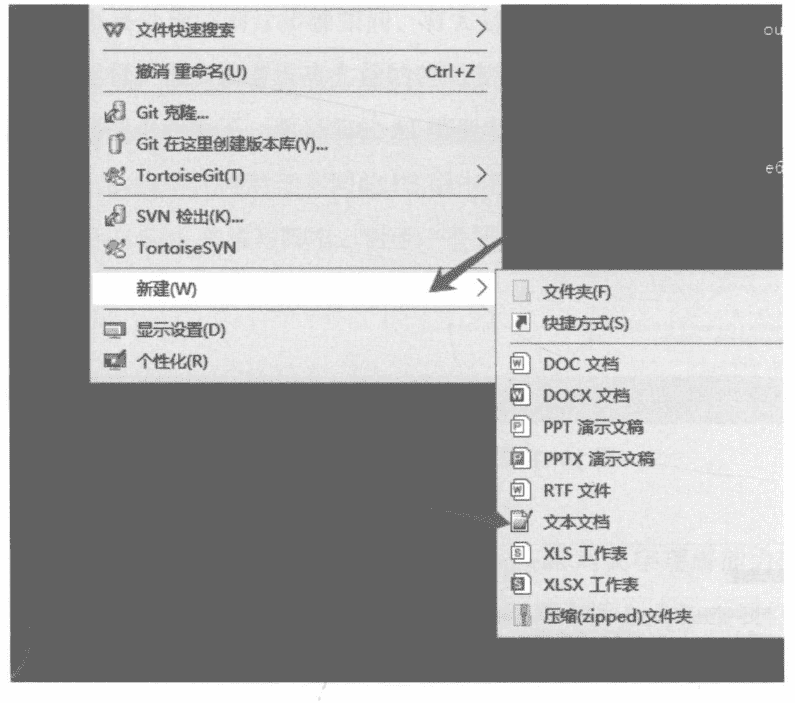 ou
文件快速搜索
撤消 重命名(U) Ctrl+Z
Git 克隆...
Git 在这里创建版本库(Y)...
e6
TortoiseGit(T)
SVN 检出(K)...
TortoiseSVN
新建(W)
文件夹(F)
快捷方式(S)
显示设置(D)
个性化(R)
DOC 文档
DOCX 文档
PPT 演示文稿
PPTX 演示文稿
RTF 文件
文本文档
XLS 工作表
XLSX 工作表
压缩(zipped)文件夹